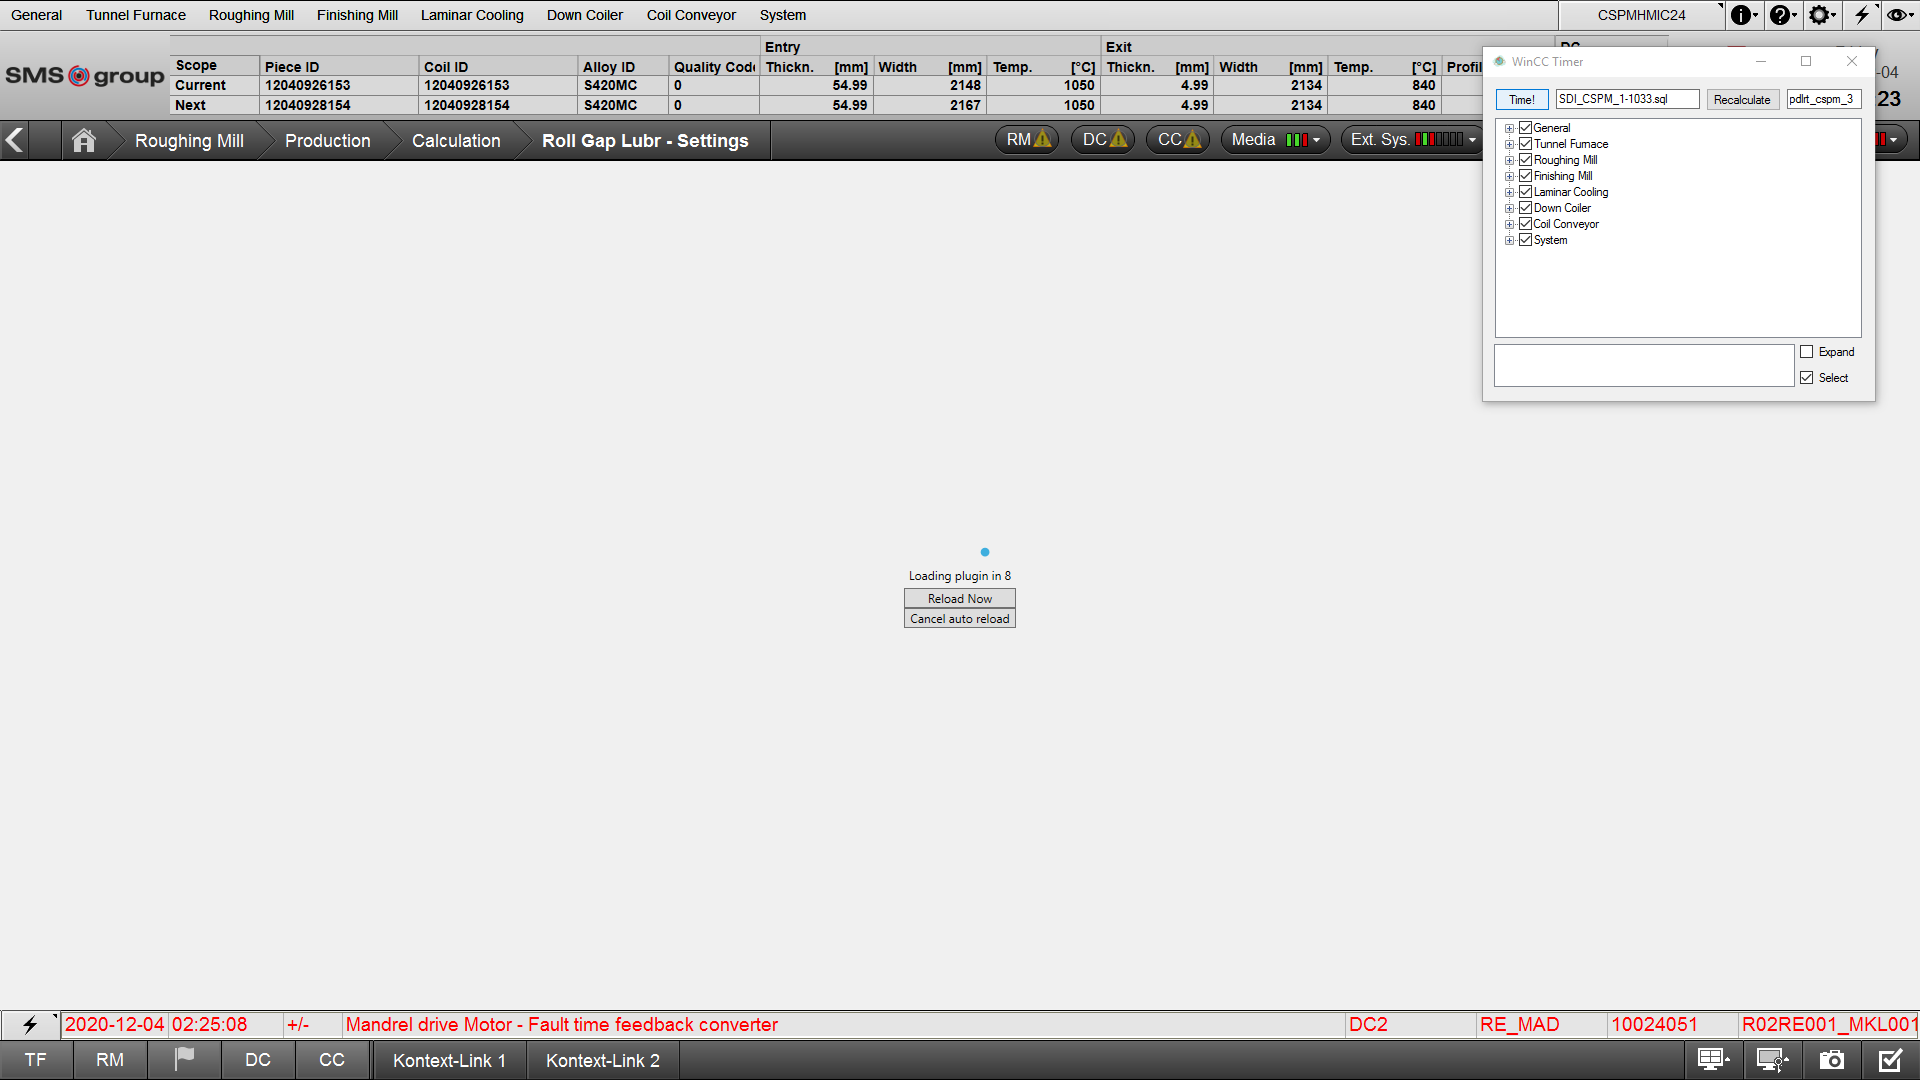 General Tunnel Furnace Roughing Mill Finishing Mill Laminar Cooling Down Coiler Coil Conveyor System CSPMHMIC24
SMS group
Entry Exit
Scope Piece ID Coil ID Alloy ID Quality Thickn. [mm] Width [mm] Temp. [°C] Thickn. [mm] Width [mm] Temp. [°C]
Current 12040926153 12040926153 S420MC 0 54.99 2148 1050 4.99 2134 840
Next 12040928154 12040928154 S420MC 0 54.99 2167 1050 4.99 2134 840
-04
23
Roughing Mill Production Calculation Roll Gap Lubr - Settings RM DC CC Media Ext. Sys.
WinCC Timer
Time! SDI_CSPM_1-1033.sql Recalculate pdlrt_cspm_3
General
Tunnel Furnace
Roughing Mill
Finishing Mill
Laminar Cooling
Down Coiler
Coil Conveyor
System
Expand
Select
Loading plugin in 8
Reload Now
Cancel auto reload
2020-12-04 02:25:08 +/- Mandrel drive Motor - Fault time feedback converter DC2 RE_MAD 10024051 R02RE001_MKL001
TF RM DC CC Kontext-Link 1 Kontext-Link 2